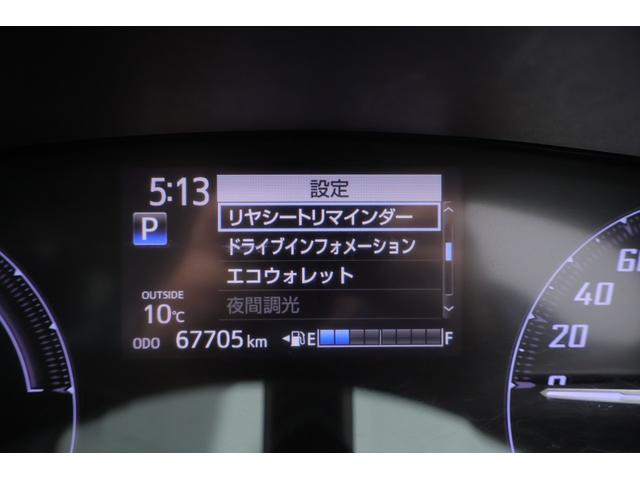 5:13
設定
P
リヤシートリマインダー
ドライブインフォメーション
エコウォレット
夜間調光
OUTSIDE
10℃
ODO 67705 km E F
60
40
20
0